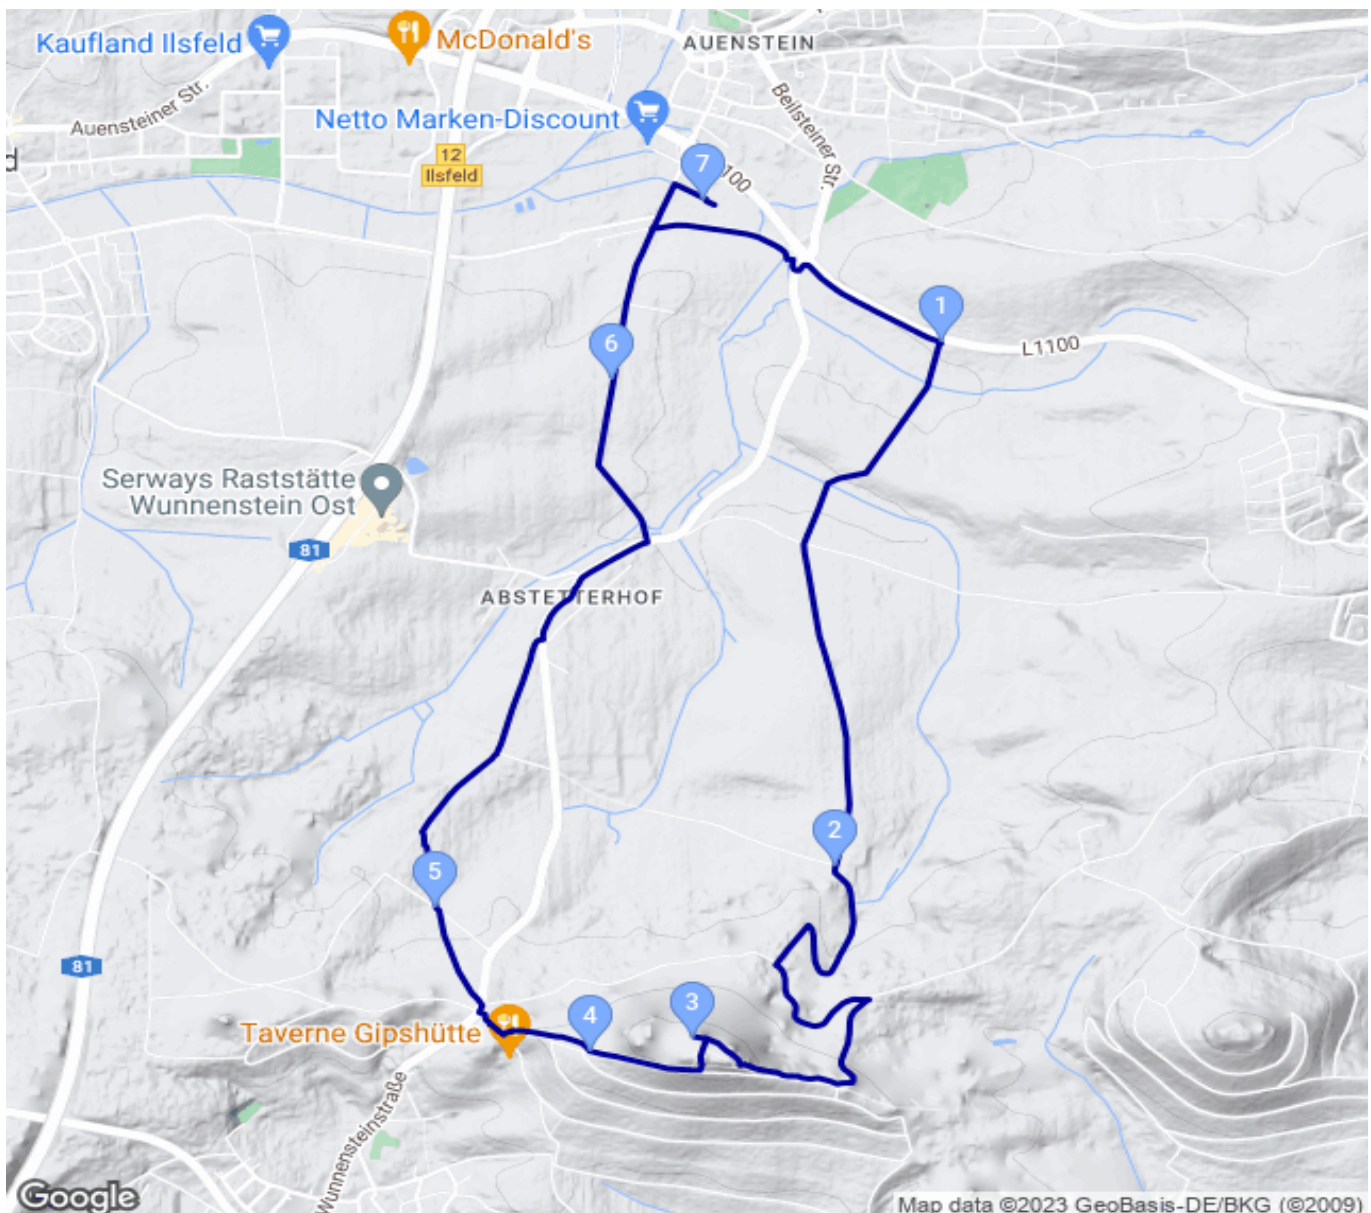 Kaufland Ilsfeld
McDonald's
AUENSTEIN
Auensteiner Str.
Netto Marken-Discount
Beilsteiner Str.
d
12
Ilsfeld
7
100
1
6
L1100
Serways Raststätte
Wunnenstein Ost
81
ABSTETTERHOF
2
5
81
3
4
Taverne Gipshütte
Wunnensteinstraße
Google
Map data ©2023 GeoBasis-DE/BKG (©2009)